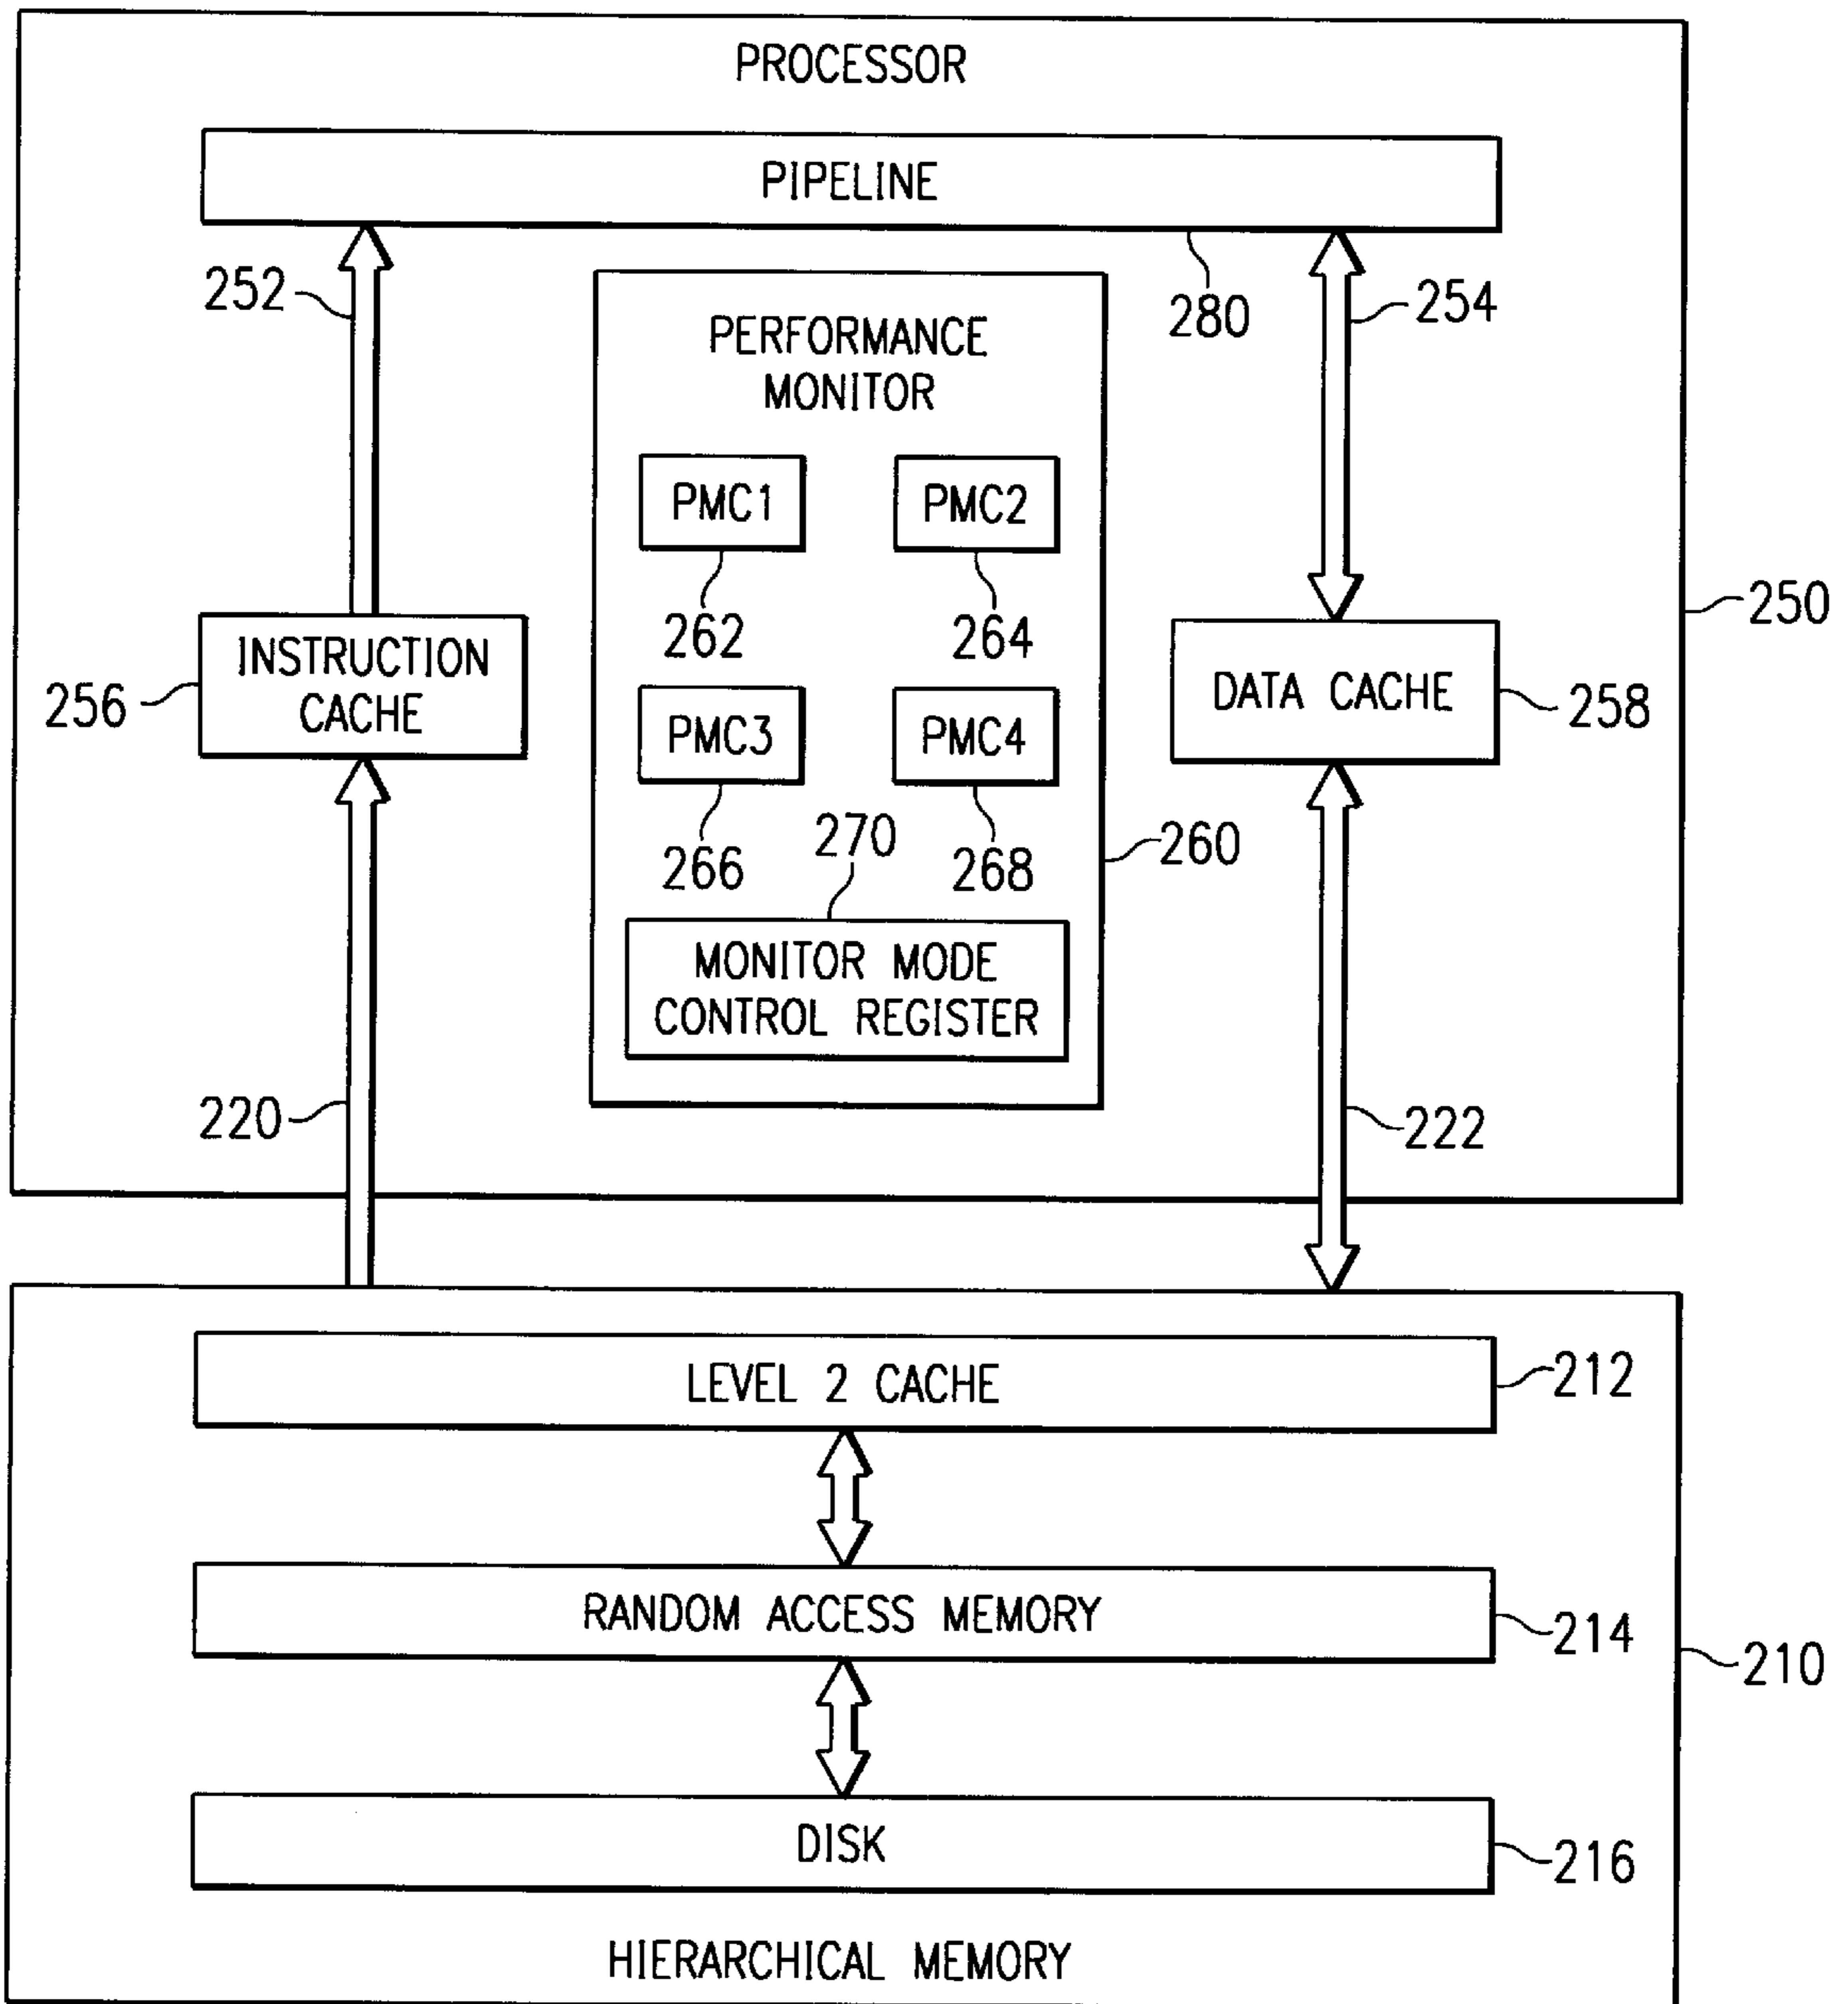 PROCESSOR
PIPELINE
252
280
254
PERFORMANCE
MONITOR
PMC1
PMC2
262
264
250
INSTRUCTION
CACHE
256
DATA CACHE
258
PMC3
PMC4
266
270
268
260
MONITOR MODE
CONTROL REGISTER
220
222
LEVEL 2 CACHE
212
RANDOM ACCESS MEMORY
214
210
DISK
216
HIERARCHICAL MEMORY